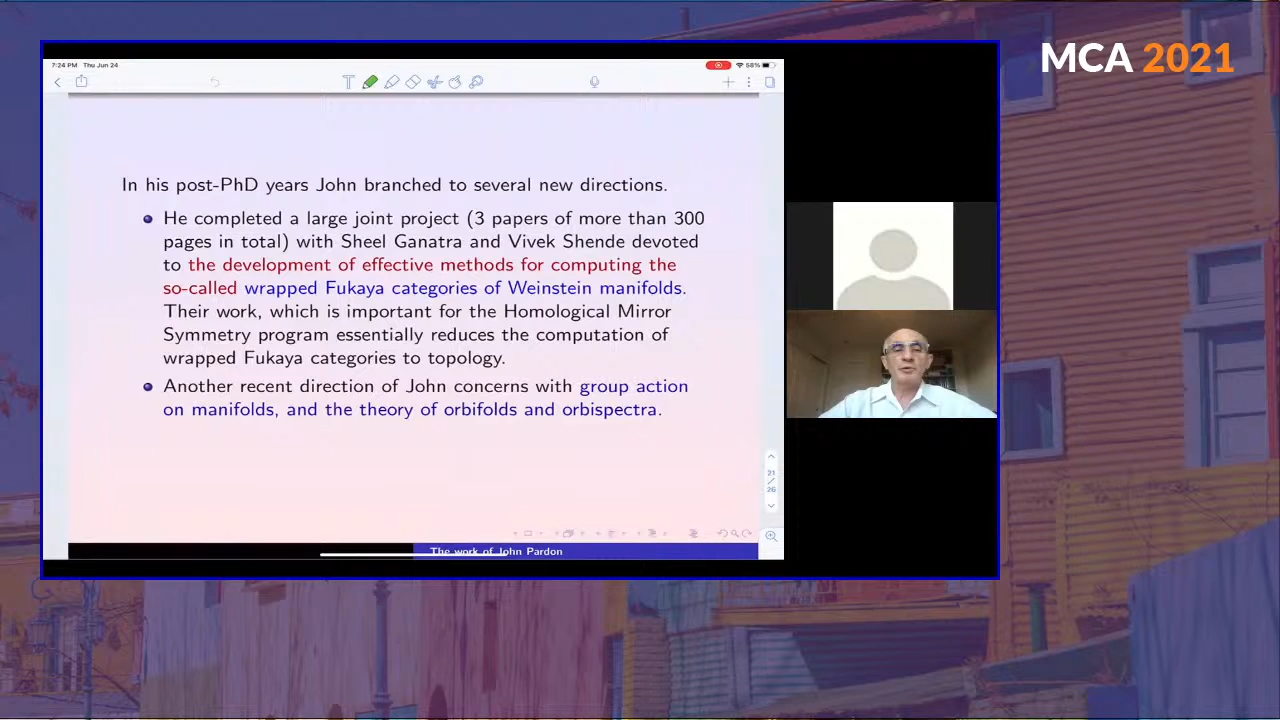 MCA 2021
7:24 PM Thu Jun 24
58%
In his post-PhD years John branched to several new directions.
He completed a large joint project (3 papers of more than 300
pages in total) with Sheel Ganatra and Vivek Shende devoted
to the development of effective methods for computing the
so-called wrapped Fukaya categories of Weinstein manifolds.
Their work, which is important for the Homological Mirror
Symmetry program essentially reduces the computation of
wrapped Fukaya categories to topology.
Another recent direction of John concerns with group action
on manifolds, and the theory of orbifolds and orbispectra.
21
/
26
The work of John Pardon